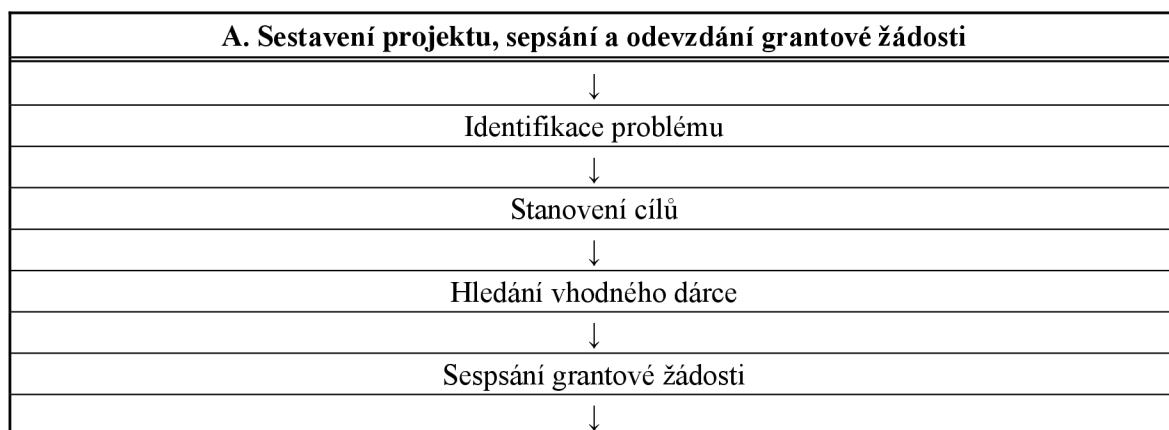 A. Sestavení projektu, sepsání a odevzdání grantové žádosti
↓
Identifikace problému
↓
Stanovení cílů
↓
Hledání vhodného dárce
↓
Sespsání grantové žádosti
↓